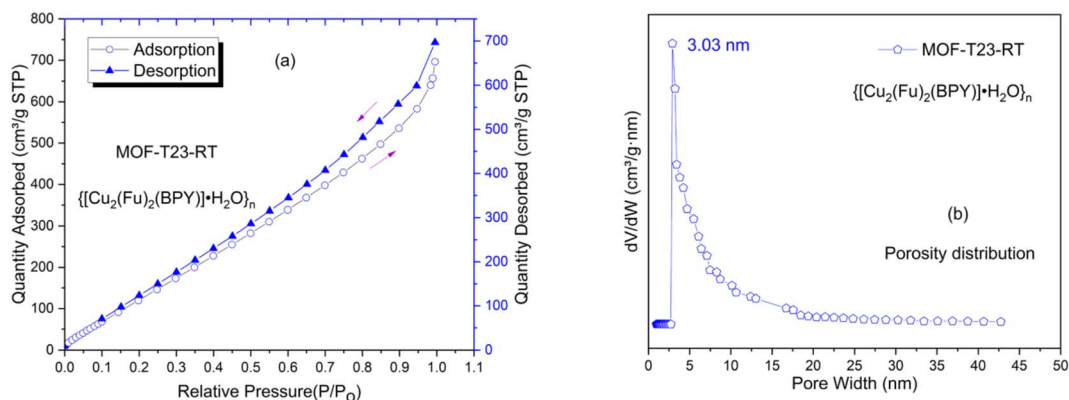 Quantity Adsorbed (cm³/g STP)
800
700
600
500
400
300
200
100
0
Adsorption
Desorption
(a)
MOF-T23-RT
{[Cu₂(Fu)₂(BPY)]•H₂O}ₙ
700
600
500
400
300
200
100
0
Quantity Desorbed (cm³/g STP)
0.0 0.1 0.2 0.3 0.4 0.5 0.6 0.7 0.8 0.9 1.0 1.1
Relative Pressure(P/P₀)
dV/dW (cm³/g·nm)
3.03 nm
MOF-T23-RT
{[Cu₂(Fu)₂(BPY)]•H₂O}ₙ
(b)
Porosity distribution
0 5 10 15 20 25 30 35 40 45 50
Pore Width (nm)